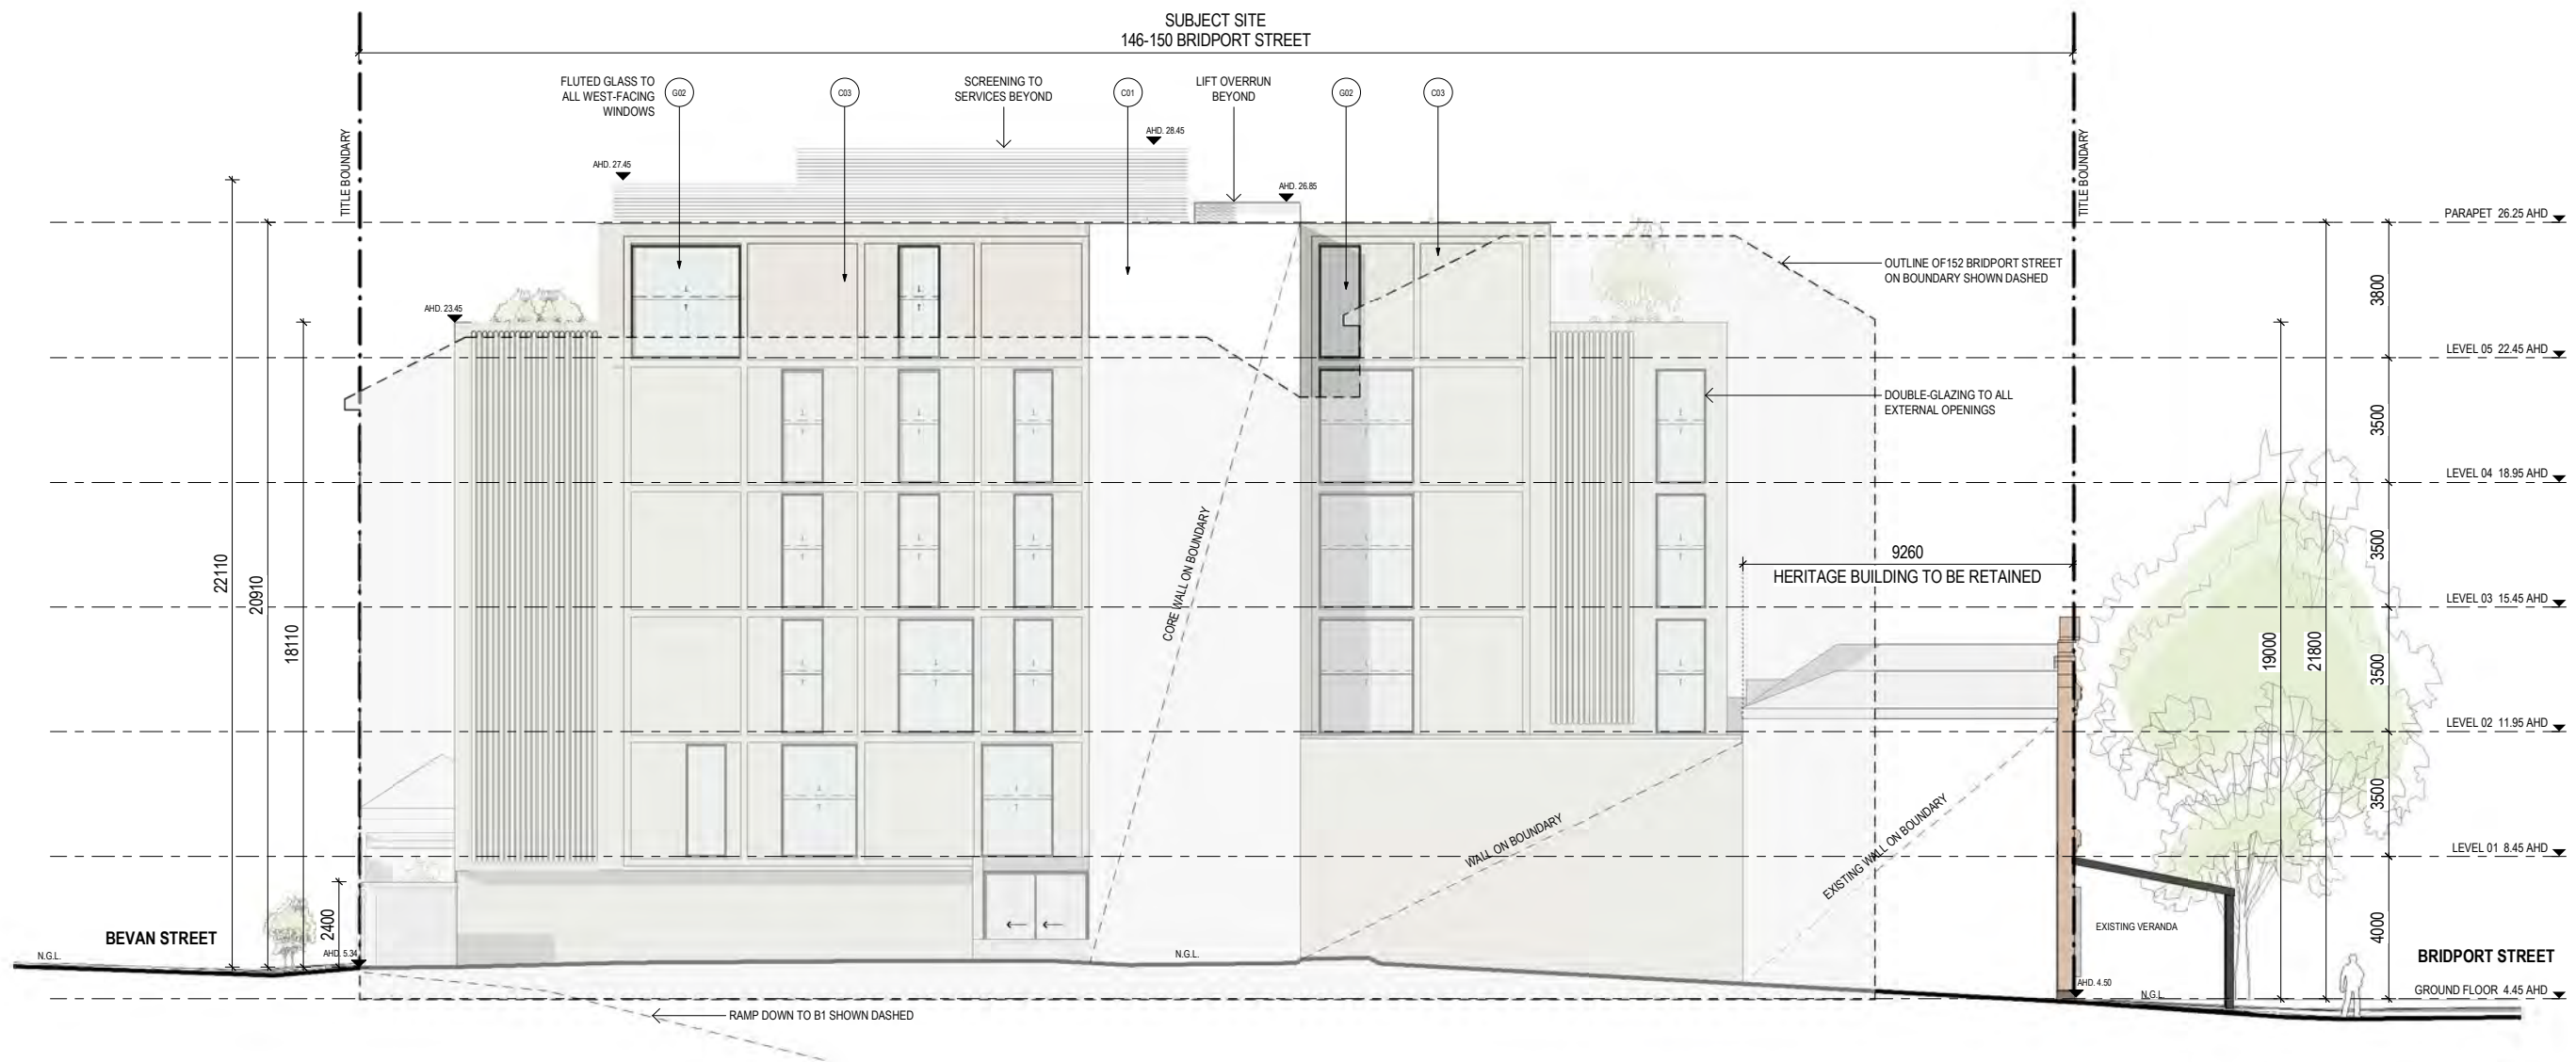 SUBJECT SITE
146-150 BRIDPORT STREET
FLUTED GLASS TO
ALL WEST-FACING
WINDOWS
G02
C03
SCREENING TO
SERVICES BEYOND
C01
LIFT OVERRUN
BEYOND
G02
C03
TITLE BOUNDARY
TITLE BOUNDARY
AHD. 28.45
AHD. 27.45
AHD. 26.85
AHD. 23.45
PARAPET 26.25 AHD
OUTLINE OF152 BRIDPORT STREET
ON BOUNDARY SHOWN DASHED
3800
LEVEL 05 22.45 AHD
DOUBLE-GLAZING TO ALL
EXTERNAL OPENINGS
3500
LEVEL 04 18.95 AHD
3500
9260
HERITAGE BUILDING TO BE RETAINED
LEVEL 03 15.45 AHD
22110
20910
18110
CORE WALL ON BOUNDARY
19000
21800
3500
LEVEL 02 11.95 AHD
3500
WALL ON BOUNDARY
EXISTING WALL ON BOUNDARY
LEVEL 01 8.45 AHD
2400
4000
BEVAN STREET
N.G.L.
AHD. 5.34
N.G.L.
EXISTING VERANDA
BRIDPORT STREET
AHD. 4.50
N.G.L.
GROUND FLOOR 4.45 AHD
RAMP DOWN TO B1 SHOWN DASHED